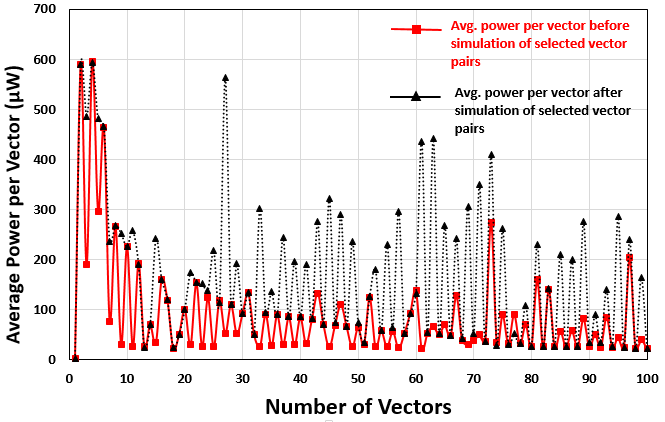 700
600
500
400
300
200
100
0
Average Power per Vector (μW)
Avg. power per vector before
simulation of selected vector
pairs
Avg. power per vector after
simulation of selected vector
pairs
0 10 20 30 40 50 60 70 80 90 100
Number of Vectors